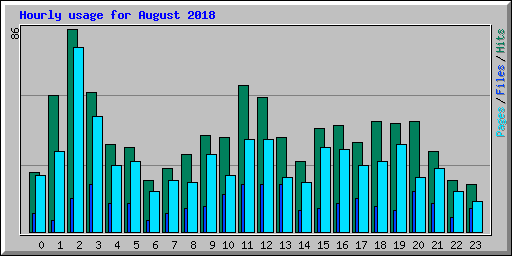 Hourly usage for August 2018
86
Pages / Files / Hits
0 1 2 3 4 5 6 7 8 9 10 11 12 13 14 15 16 17 18 19 20 21 22 23